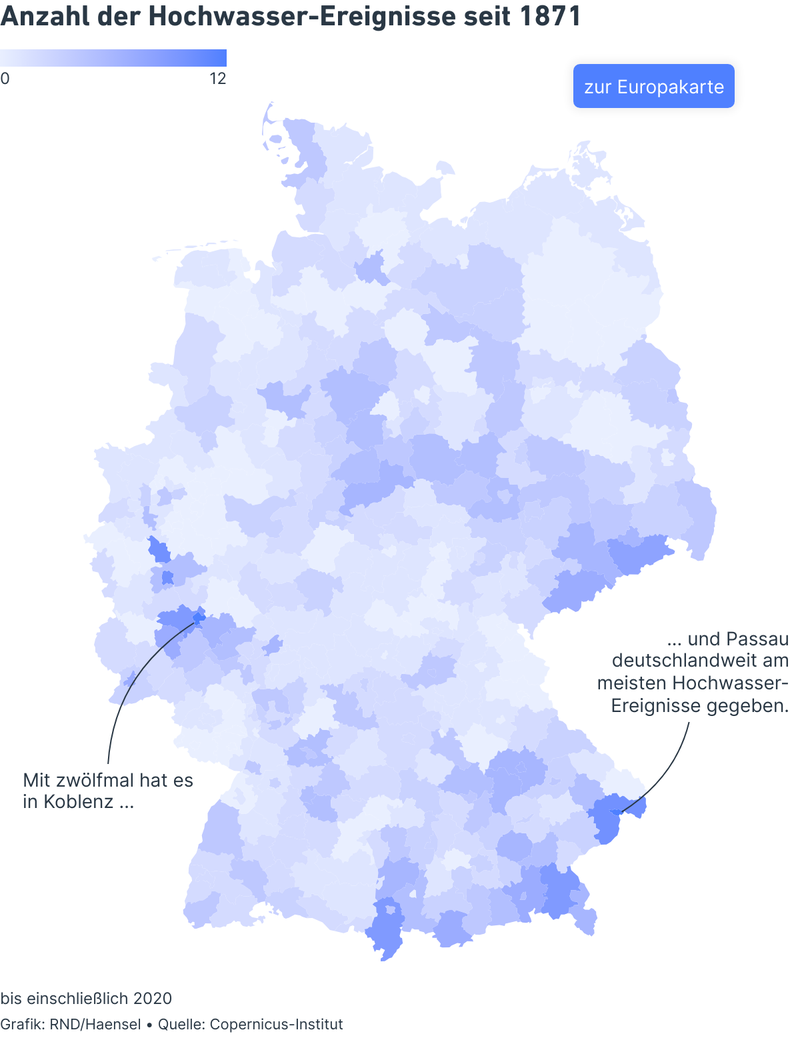 Anzahl der Hochwasser-Ereignisse seit 1871
0 12
zur Europakarte
... und Passau
deutschlandweit am
meisten Hochwasser-
Ereignisse gegeben.
Mit zwölfmal hat es
in Koblenz ...
bis einschließlich 2020
Grafik: RND/Haensel • Quelle: Copernicus-Institut